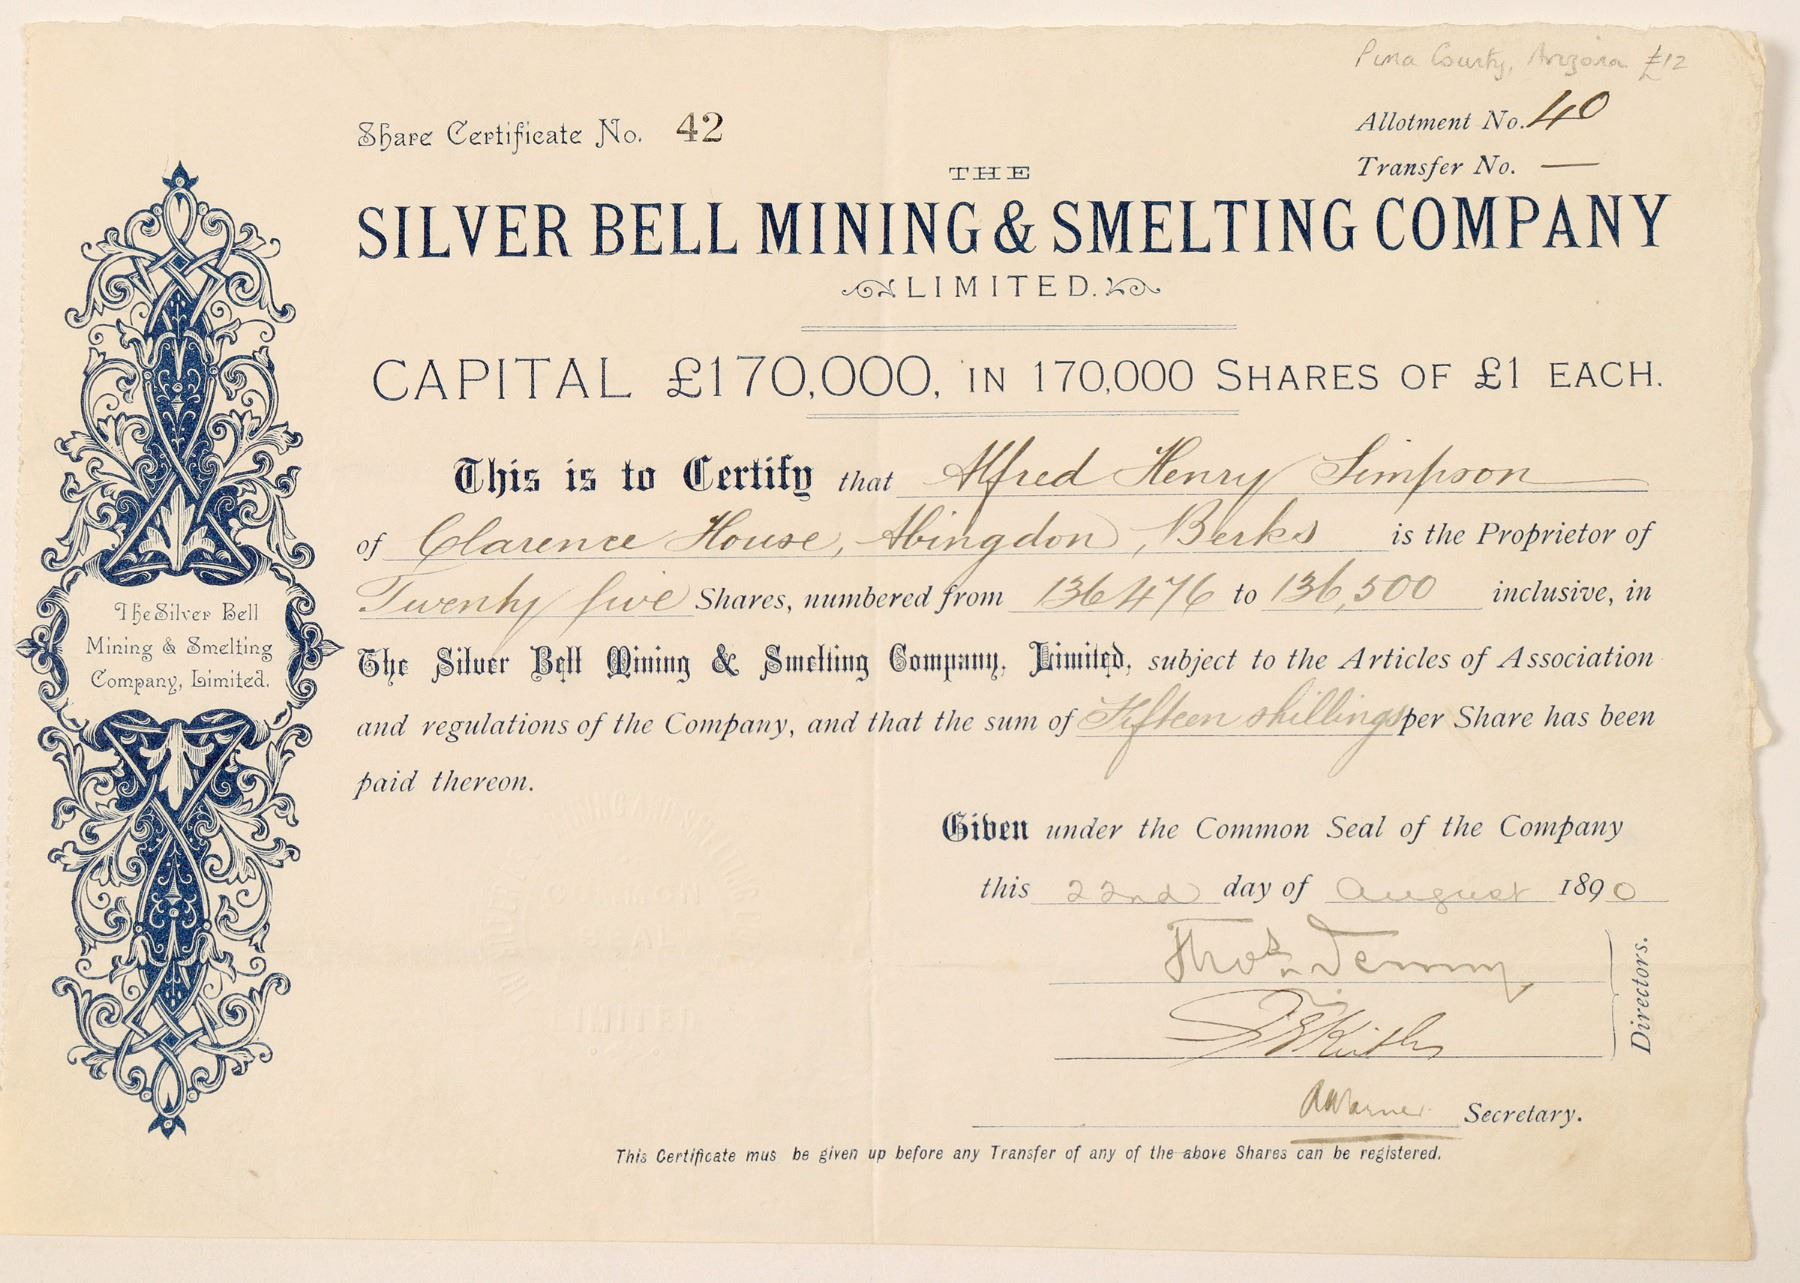 Pima County, Arizona £12
Share Certificate No. 42
Allotment No. 40
Transfer No. —
THE
SILVER BELL MINING & SMELTING COMPANY
LIMITED.
CAPITAL £170,000, IN 170,000 SHARES OF £1 EACH.
This is to Certify that Alfred Henry Simpson
of Clarence House, Abingdon, Berks is the Proprietor of
Twenty five Shares, numbered from 136476 to 136,500 inclusive, in
The Silver Bell Mining & Smelting Company, Limited, subject to the Articles of Association
and regulations of the Company, and that the sum of Fifteen shillings per Share has been
paid thereon.
Given under the Common Seal of the Company
this 22nd day of August 1890
Thos. Denny
Directors.
Secretary.
This Certificate mus be given up before any Transfer of any of the above Shares can be registered.
The Silver Bell
Mining & Smelting
Company, Limited.
COMMON